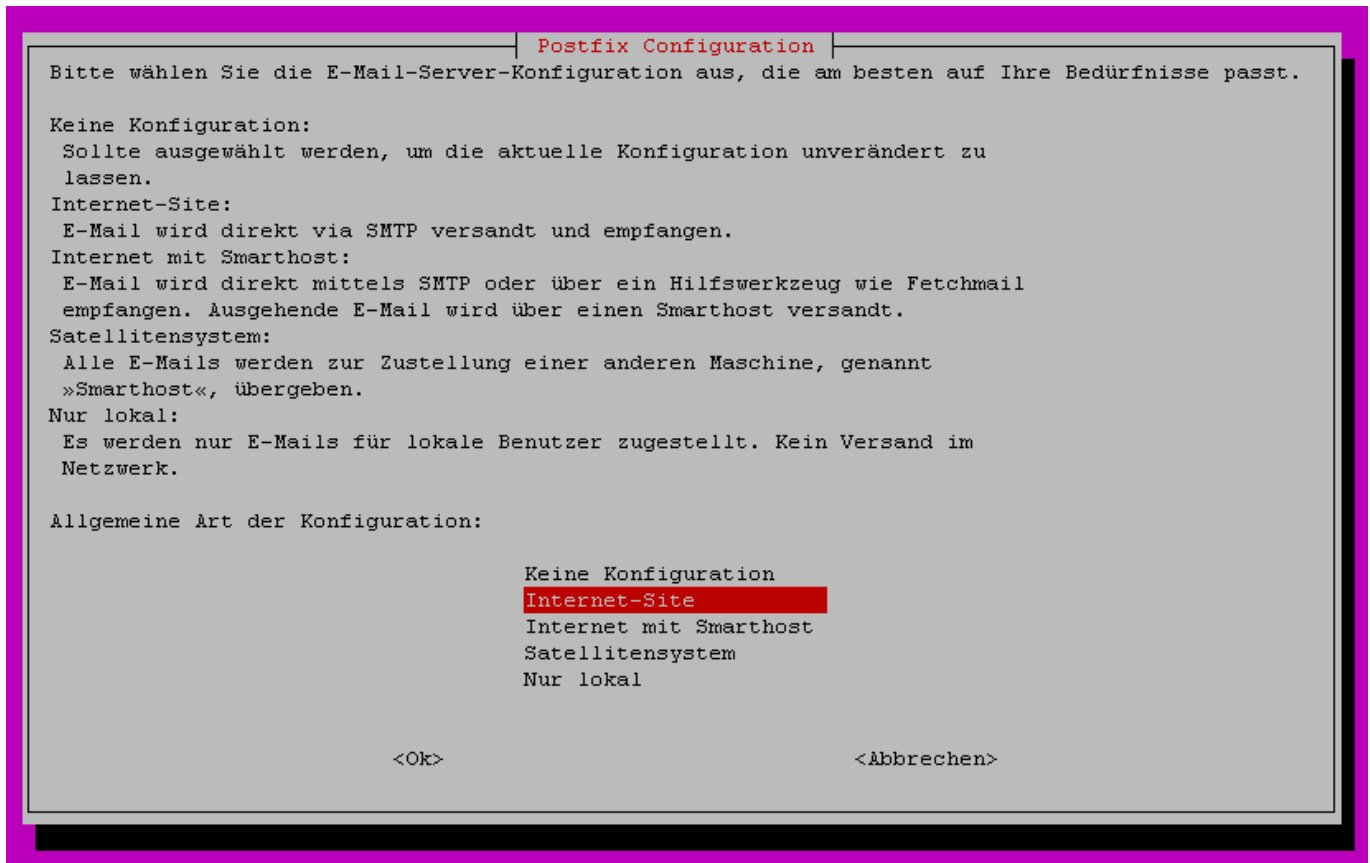 Postfix Configuration
Bitte wählen Sie die E-Mail-Server-Konfiguration aus, die am besten auf Ihre Bedürfnisse passt.
Keine Konfiguration:
Sollte ausgewählt werden, um die aktuelle Konfiguration unverändert zu
lassen.
Internet-Site:
E-Mail wird direkt via SMTP versandt und empfangen.
Internet mit Smarthost:
E-Mail wird direkt mittels SMTP oder über ein Hilfswerkzeug wie Fetchmail
empfangen. Ausgehende E-Mail wird über einen Smarthost versandt.
Satellitensystem:
Alle E-Mails werden zur Zustellung einer anderen Maschine, genannt
»Smarthost«, übergeben.
Nur lokal:
Es werden nur E-Mails für lokale Benutzer zugestellt. Kein Versand im
Netzwerk.
Allgemeine Art der Konfiguration:
Keine Konfiguration
Internet-Site
Internet mit Smarthost
Satellitensystem
Nur lokal
<Ok> <Abbrechen>